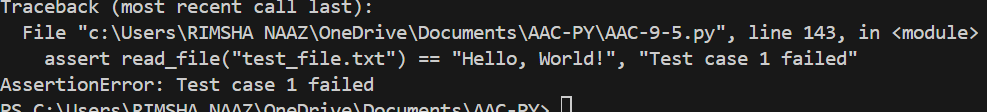 Traceback (most recent call last):
  File "c:\Users\RIMSHA NAAZ\OneDrive\Documents\AAC-PY\AAC-9-5.py", line 143, in <module>
    assert read_file("test_file.txt") == "Hello, World!", "Test case 1 failed"
AssertionError: Test case 1 failed
PS C:\Users\RIMSHA NAAZ\OneDrive\Documents\AAC-PY>